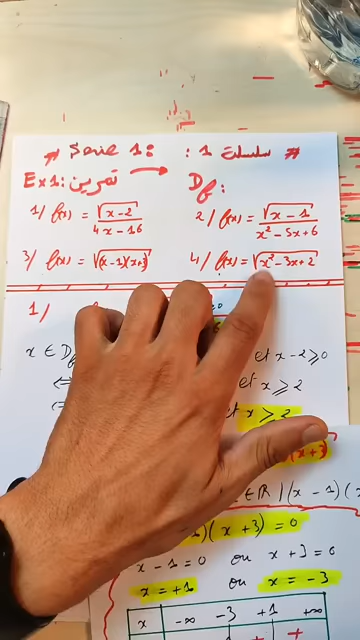 # Serie 1: : سلسلة 1 #
Ex1: تمرين → Df:
1/ f(x) = √(x-2) / (4x-16) 2/ f(x) = √(x-1) / (x²-5x+6)
3/ f(x) = √((x-1)(x+3)) 4/ f(x) = √(x²-3x+2)
1/
x ∈ Df et x-2 ⩾ 0
⇔ et x ⩾ 2
⇔ et x ⩾ 2
(x+3)
∈ ℝ / (x-1)(x
)(x+3) = 0
x-1 = 0 ou x+3 = 0
x = +1 ou x = -3
x -∞ -3 +1 +∞